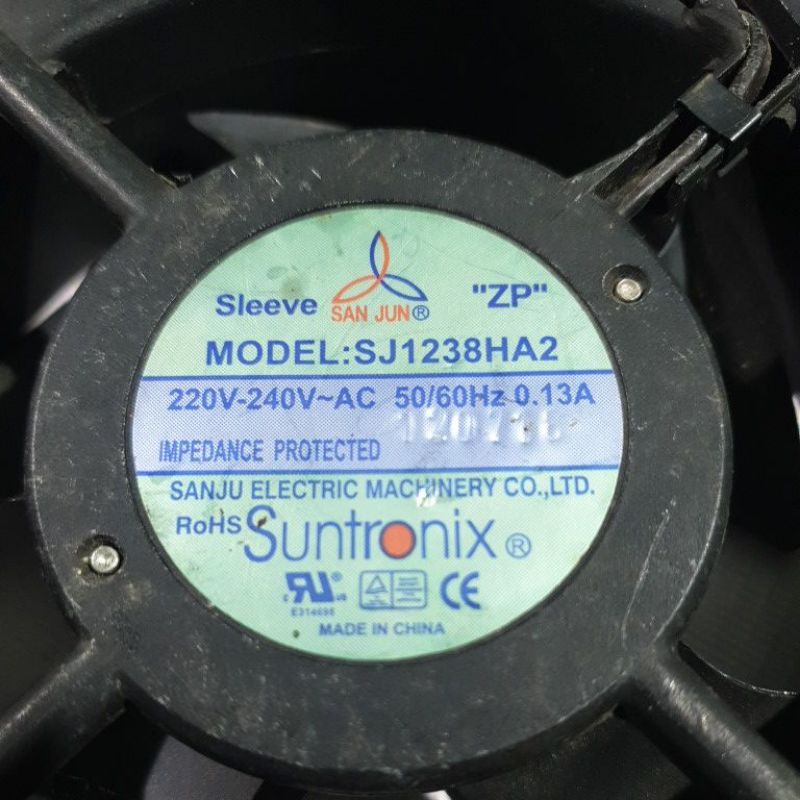 Sleeve SAN JUN® "ZP"
MODEL:SJ1238HA2
220V-240V~AC 50/60Hz 0.13A
IMPEDANCE PROTECTED
SANJU ELECTRIC MACHINERY CO.,LTD.
RoHS Suntronix®
CE
MADE IN CHINA